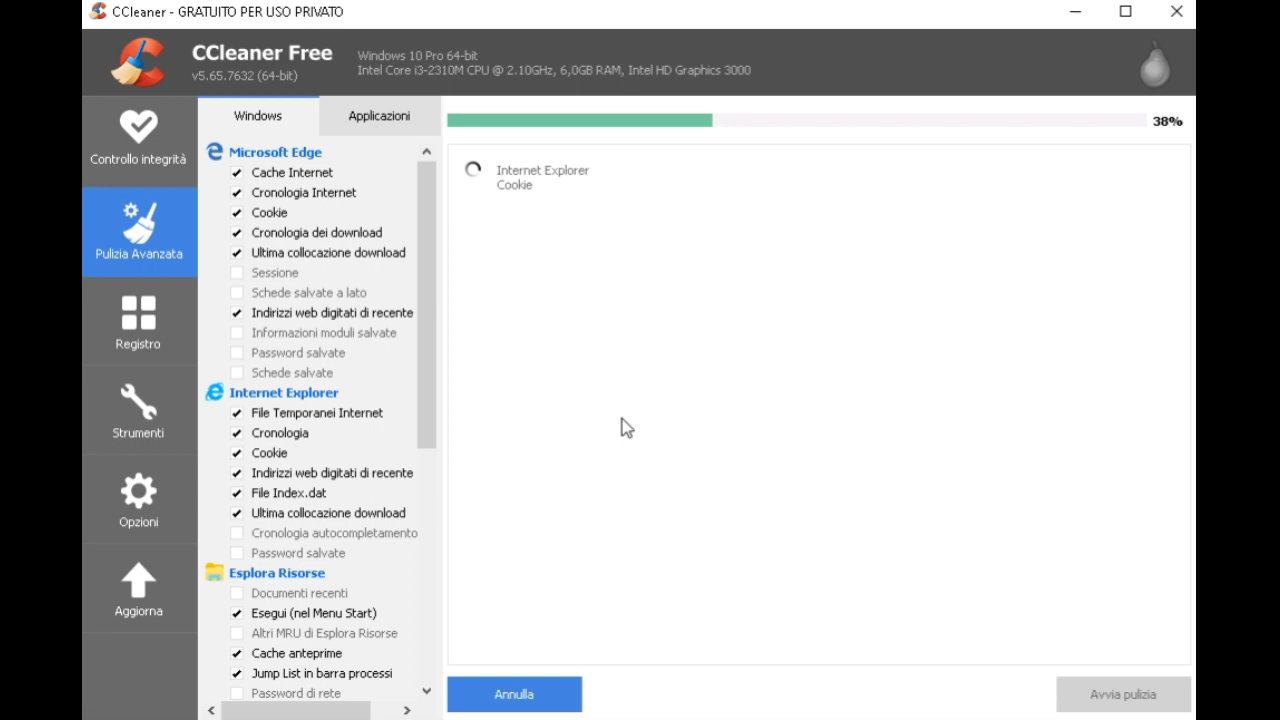 CCleaner - GRATUITO PER USO PRIVATO
CCleaner Free
v5.65.7632 (64-bit)
Windows 10 Pro 64-bit
Intel Core i3-2310M CPU @ 2.10GHz, 6,0GB RAM, Intel HD Graphics 3000
Controllo integrità
Pulizia Avanzata
Registro
Strumenti
Opzioni
Aggiorna
Windows
Applicazioni
Microsoft Edge
Cache Internet
Cronologia Internet
Cookie
Cronologia dei download
Ultima collocazione download
Sessione
Schede salvate a lato
Indirizzi web digitati di recente
Informazioni moduli salvate
Password salvate
Schede salvate
Internet Explorer
File Temporanei Internet
Cronologia
Cookie
Indirizzi web digitati di recente
File Index.dat
Ultima collocazione download
Cronologia autocompletamento
Password salvate
Esplora Risorse
Documenti recenti
Esegui (nel Menu Start)
Altri MRU di Esplora Risorse
Cache anteprime
Jump List in barra processi
Password di rete
38%
Internet Explorer
Cookie
Annulla
Avvia pulizia